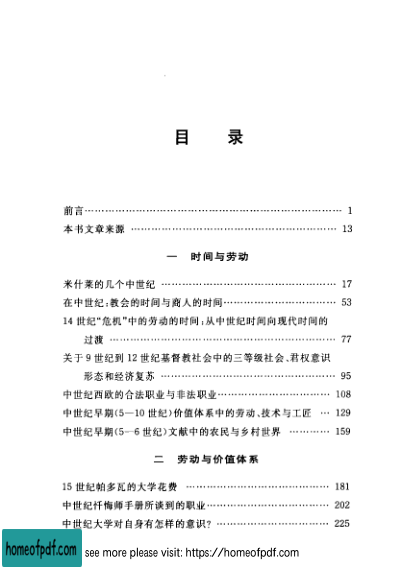 目 录
前言………………………………………………………………… 1
本书文章来源 …………………………………………………… 13
一 时间与劳动
米什莱的几个中世纪 …………………………………………… 17
在中世纪:教会的时间与商人的时间…………………………… 53
14 世纪“危机”中的劳动的时间:从中世纪时间向现代时间的
过渡 ………………………………………………………… 77
关于 9 世纪到 12 世纪基督教社会中的三等级社会、君权意识
形态和经济复苏 …………………………………………… 95
中世纪西欧的合法职业与非法职业…………………………… 108
中世纪早期(5—10 世纪)价值体系中的劳动、技术与工匠 … 129
中世纪早期(5—6 世纪)文献中的农民与乡村世界 ………… 159
二 劳动与价值体系
15 世纪帕多瓦的大学花费 …………………………………… 181
中世纪忏悔师手册所谈到的职业……………………………… 202
中世纪大学对自身有怎样的意识? …………………………… 225
homeofpdf.com
see more please visit: https://homeofpdf.com